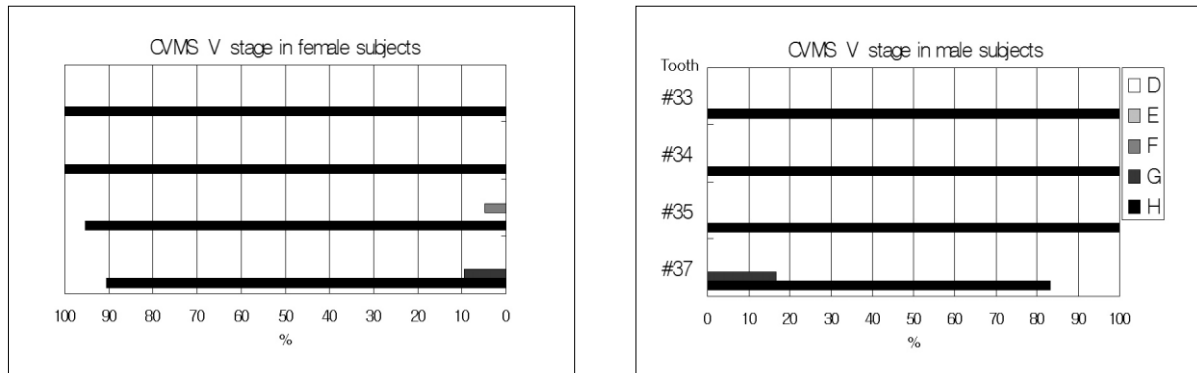 CVMS V stage in female subjects
100 90 80 70 60 50 40 30 20 10 0
%
CVMS V stage in male subjects
Tooth
#33
#34
#35
#37
0 10 20 30 40 50 60 70 80 90 100
%
D
E
F
G
H